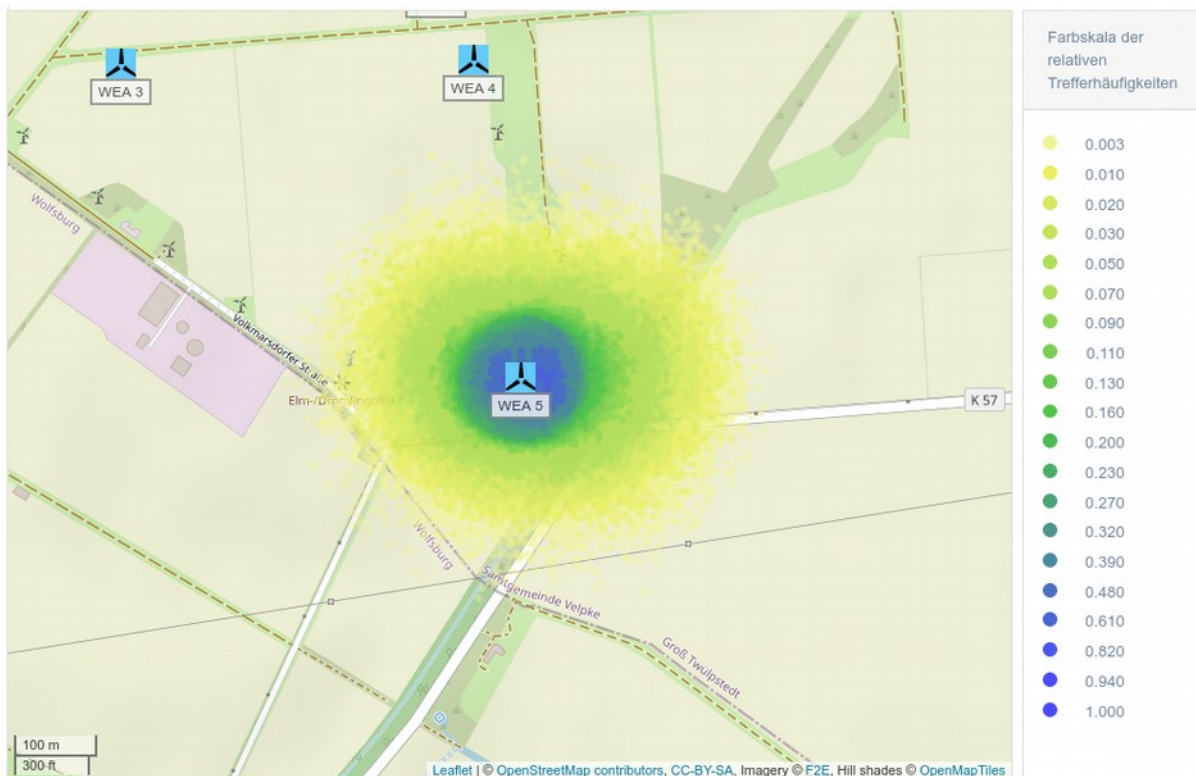 WEA 3
WEA 4
Wolfsburg
Volkmarsdorfer Straße
Elm-/Drömlingblick
WEA 5
K 57
Wolfsburg
Samtgemeinde Velpke
Groß Twülpstedt
100 m
300 ft
Leaflet | © OpenStreetMap contributors, CC-BY-SA, Imagery © F2E, Hill shades © OpenMapTiles
Farbskala der
relativen
Trefferhäufigkeiten
0.003
0.010
0.020
0.030
0.050
0.070
0.090
0.110
0.130
0.160
0.200
0.230
0.270
0.320
0.390
0.480
0.610
0.820
0.940
1.000